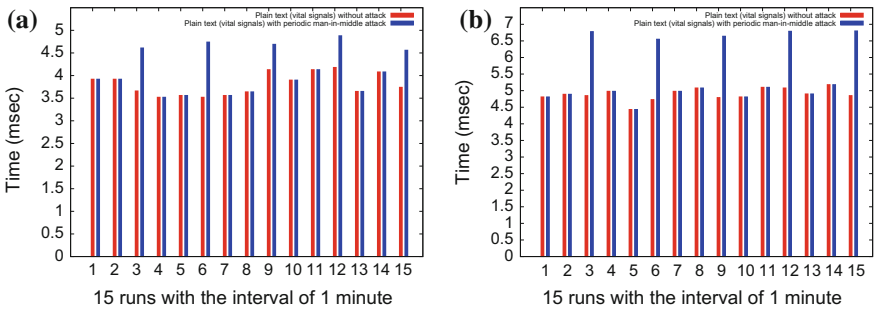 (a)
Plain text (vital signals) without attack
Plain text (vital signals) with periodic man-in-middle attack
Time (msec)
5
4.5
4
3.5
3
2.5
2
1.5
1
0.5
0
1 2 3 4 5 6 7 8 9 10 11 12 13 14 15
15 runs with the interval of 1 minute
(b)
Plain text (vital signals) without attack
Plain text (vital signals) with periodic man-in-middle attack
Time (msec)
7
6.5
6
5.5
5
4.5
4
3.5
3
2.5
2
1.5
1
0.5
0
1 2 3 4 5 6 7 8 9 10 11 12 13 14 15
15 runs with the interval of 1 minute